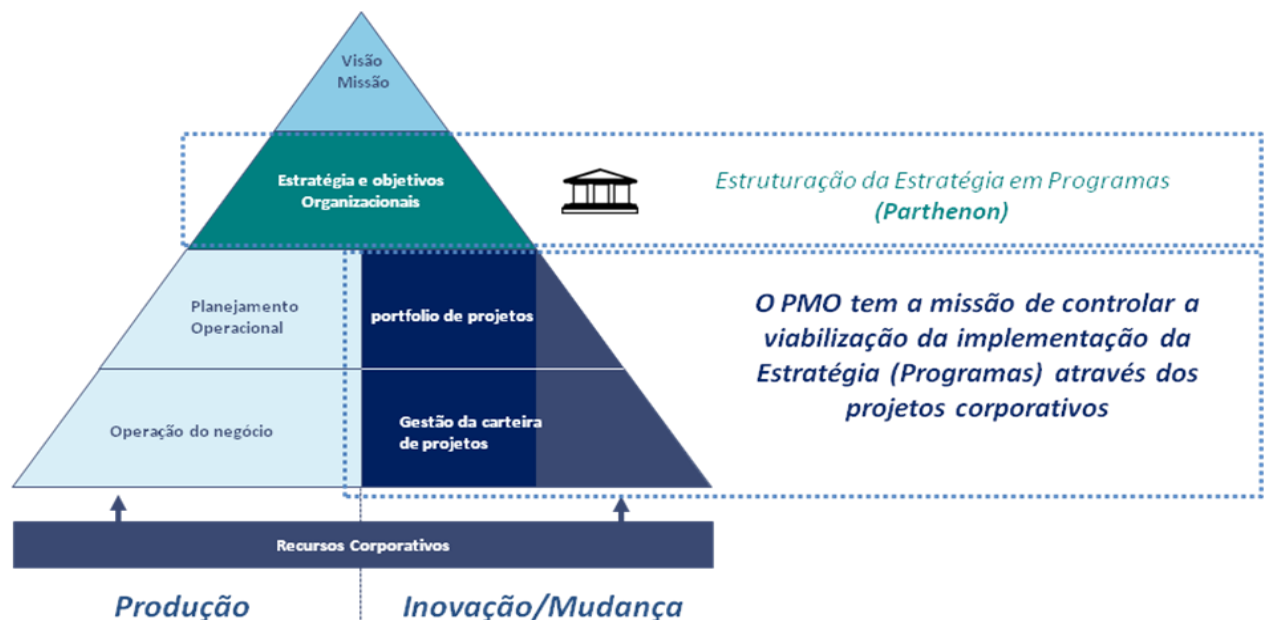 Visão
Missão
Estratégia e objetivos
Organizacionais
Estruturação da Estratégia em Programas
(Parthenon)
Planejamento
Operacional
portfolio de projetos
O PMO tem a missão de controlar a
viabilização da implementação da
Estratégia (Programas) através dos
projetos corporativos
Operação do negócio
Gestão da carteira
de projetos
Recursos Corporativos
Produção
Inovação/Mudança